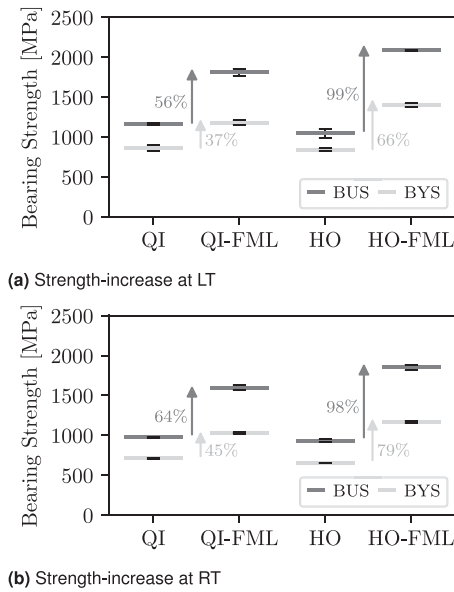 2500
2000
1500
1000
500
0
Bearing Strength [MPa]
56%
37%
99%
66%
BUS BYS
QI QI-FML HO HO-FML
(a) Strength-increase at LT
2500
2000
1500
1000
500
0
Bearing Strength [MPa]
64%
45%
98%
79%
BUS BYS
QI QI-FML HO HO-FML
(b) Strength-increase at RT